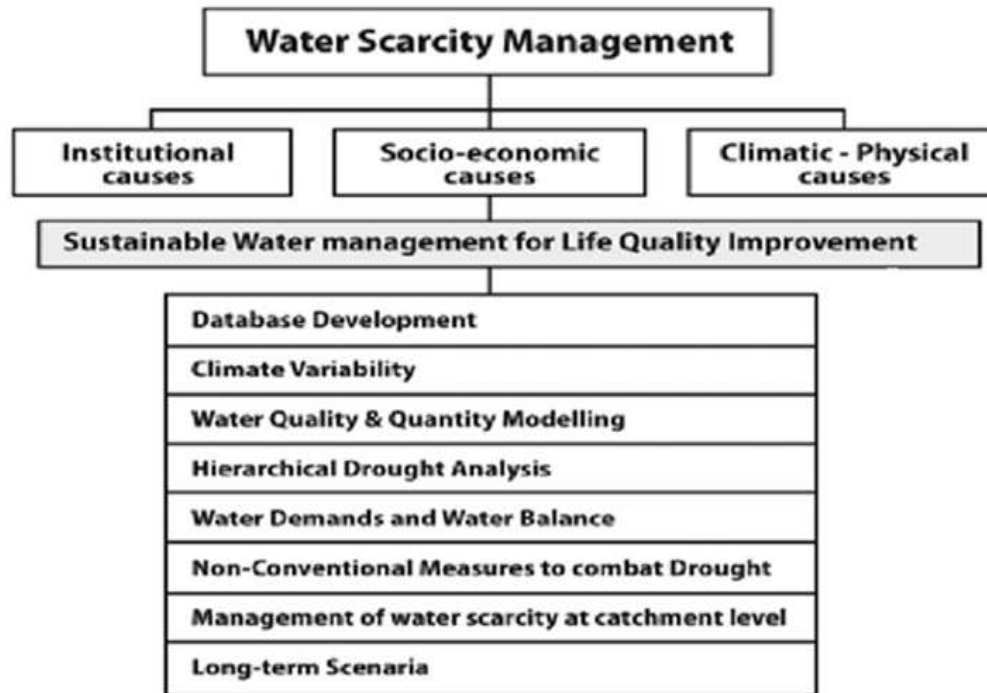 Water Scarcity Management
Institutional
causes
Socio-economic
causes
Climatic - Physical
causes
Sustainable Water management for Life Quality Improvement
Database Development
Climate Variability
Water Quality & Quantity Modelling
Hierarchical Drought Analysis
Water Demands and Water Balance
Non-Conventional Measures to combat Drought
Management of water scarcity at catchment level
Long-term Scenaria